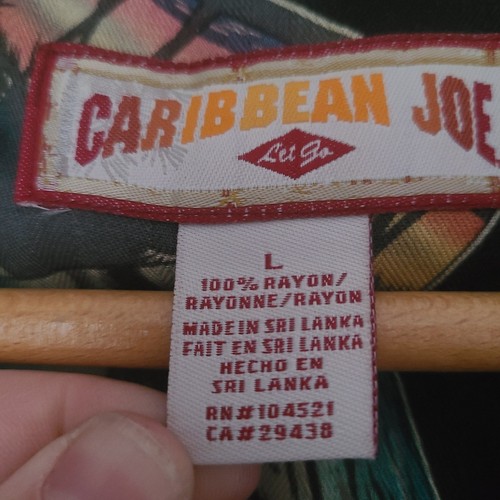 CARIBBEAN JOE
Let Go
L
100% RAYON/
RAYONNE/RAYON
MADE IN SRI LANKA
FAIT EN SRI LANKA
HECHO EN
SRI LANKA
RN#104521
CA#29438